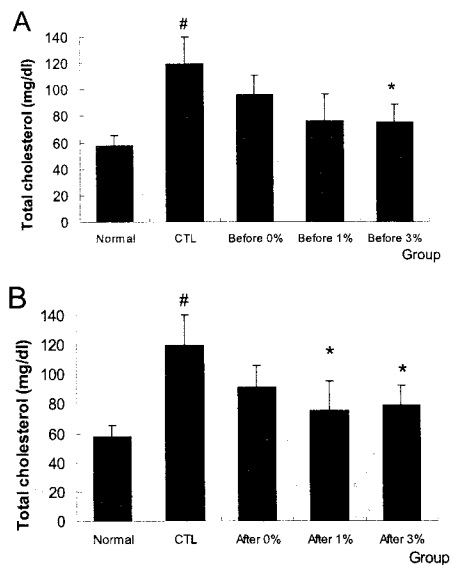 A
Total cholesterol (mg/dl)
140
120
100
80
60
40
20
0
#
*
Normal CTL Before 0% Before 1% Before 3%
Group
B
Total cholesterol (mg/dl)
140
120
100
80
60
40
20
0
#
* *
Normal CTL After 0% After 1% After 3%
Group